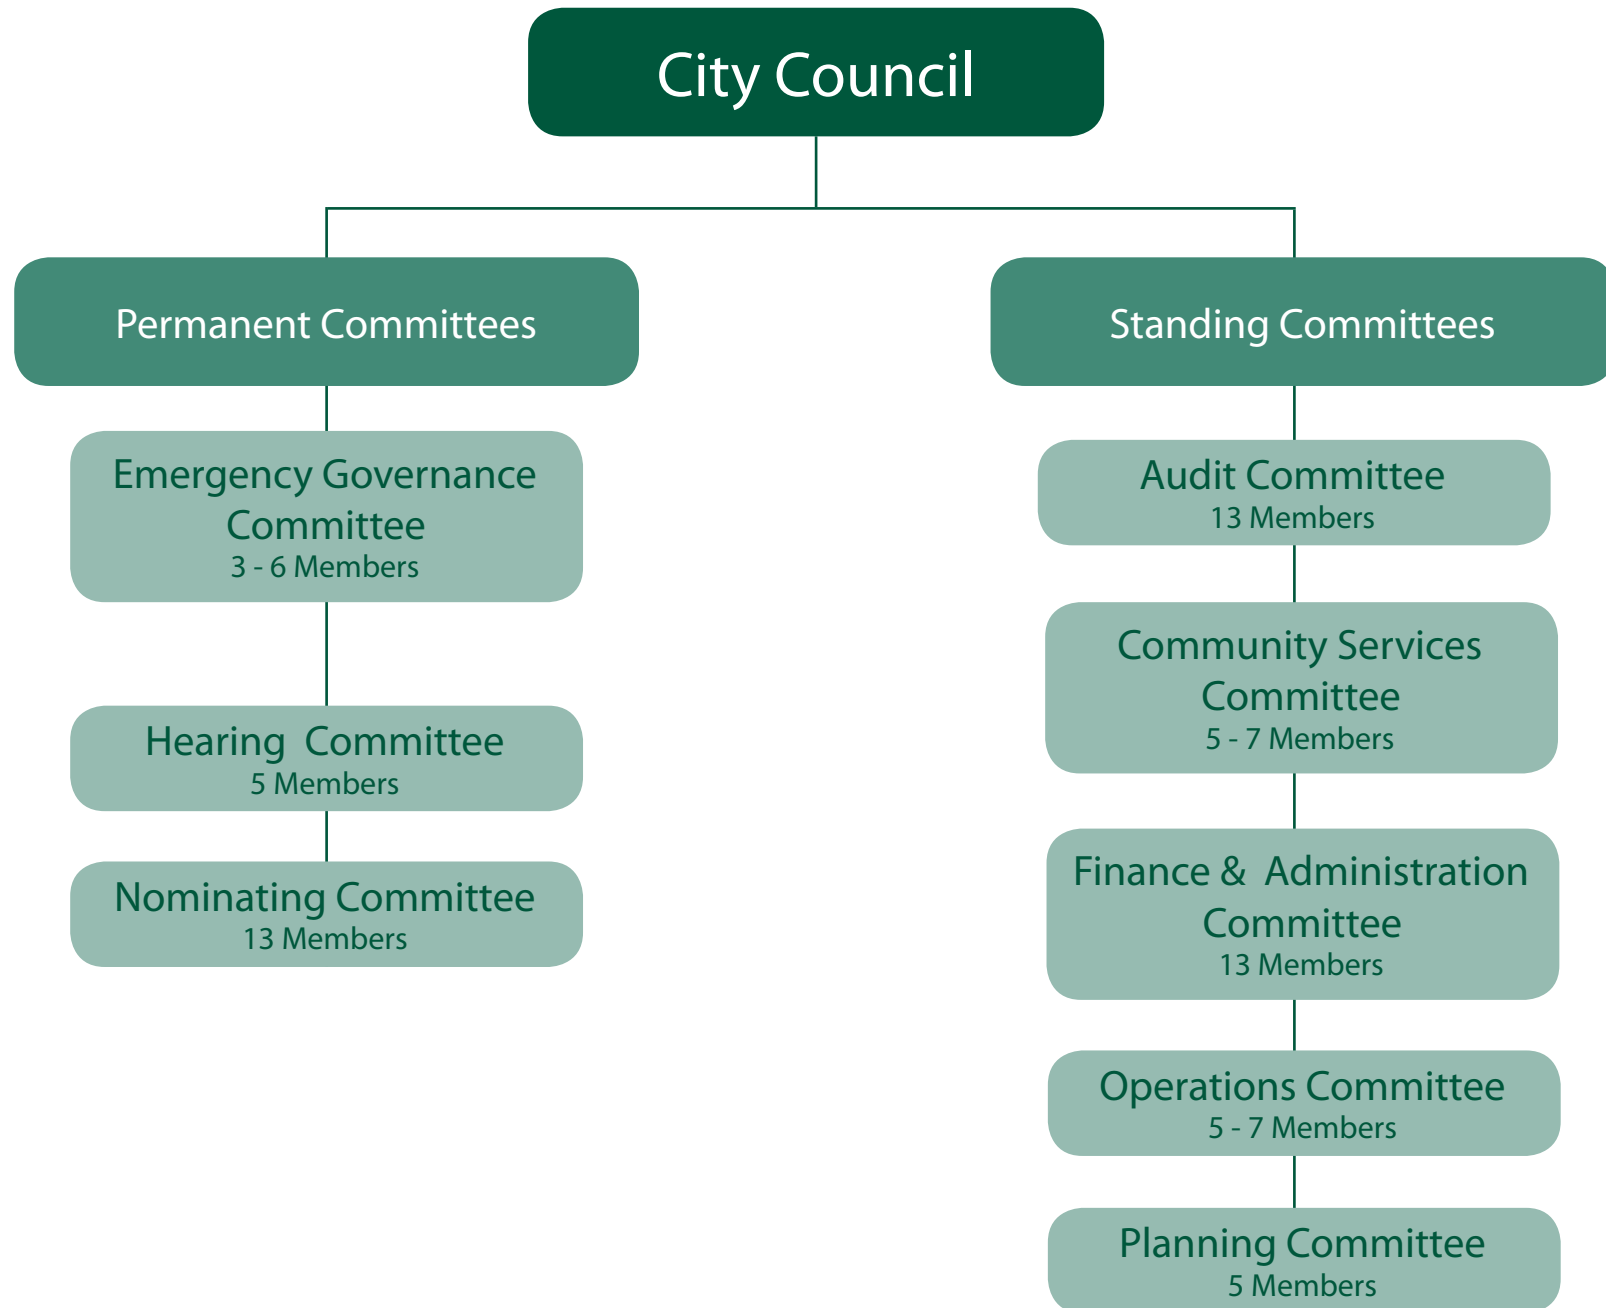 City Council
Permanent Committees
Emergency Governance
Committee
3 - 6 Members
Hearing  Committee
5 Members
Nominating Committee
13 Members
Standing Committees
Audit Committee
13 Members
Community Services
Committee
5 - 7 Members
Finance &  Administration
Committee
13 Members
Operations Committee
5 - 7 Members
Planning Committee
5 Members